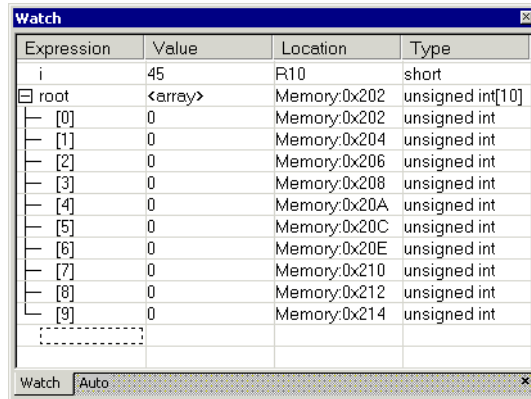 Watch
Expression Value Location Type
i 45 R10 short
root <array> Memory:0x202 unsigned int[10]
[0] 0 Memory:0x202 unsigned int
[1] 0 Memory:0x204 unsigned int
[2] 0 Memory:0x206 unsigned int
[3] 0 Memory:0x208 unsigned int
[4] 0 Memory:0x20A unsigned int
[5] 0 Memory:0x20C unsigned int
[6] 0 Memory:0x20E unsigned int
[7] 0 Memory:0x210 unsigned int
[8] 0 Memory:0x212 unsigned int
[9] 0 Memory:0x214 unsigned int
Watch Auto